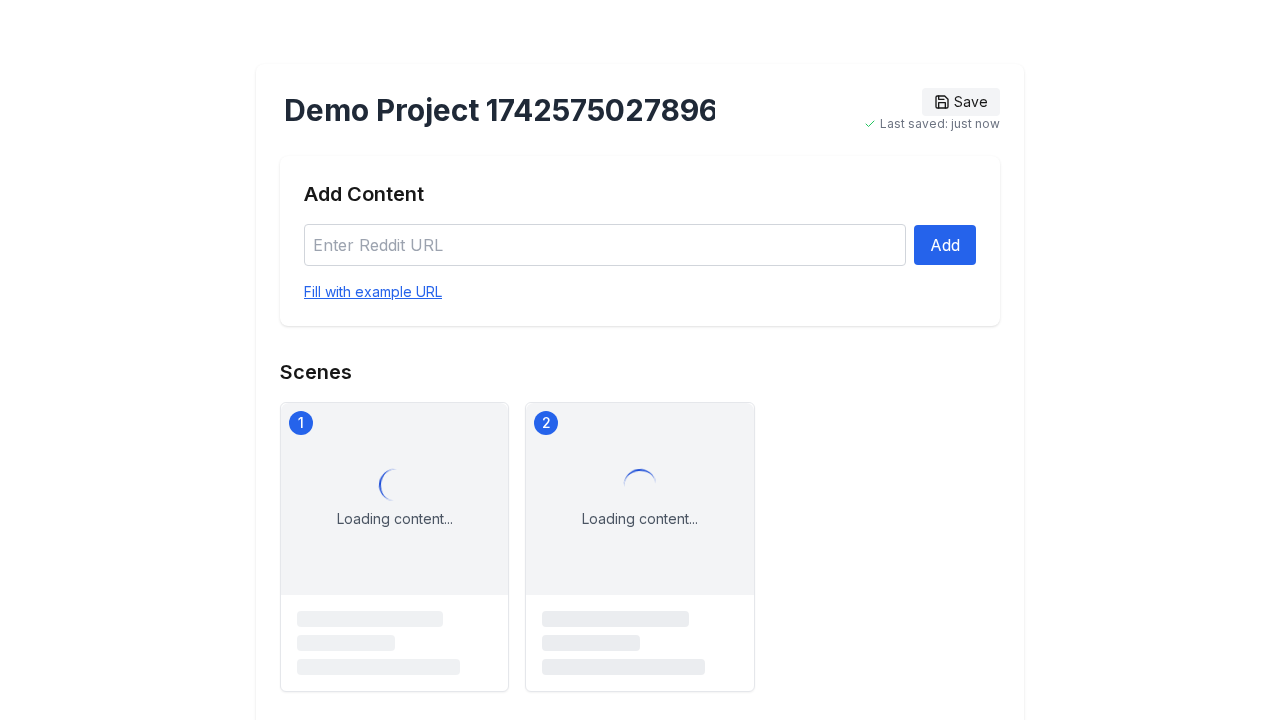 Demo Project 1742575027896
Save
Last saved: just now
Add Content
Enter Reddit URL
Add
Fill with example URL
Scenes
1
Loading content...
2
Loading content...